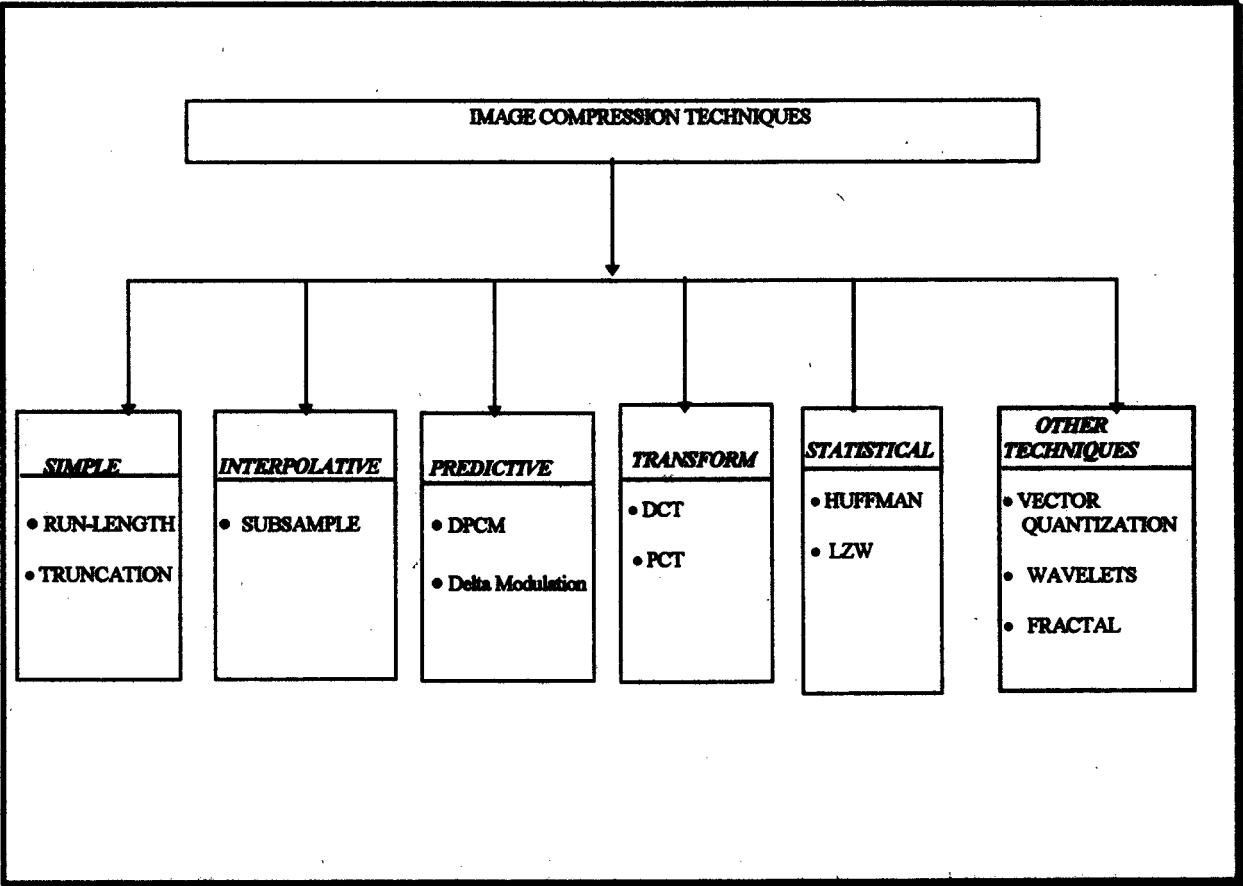 IMAGE COMPRESSION TECHNIQUES
SIMPLE
• RUN-LENGTH
• TRUNCATION
INTERPOLATIVE
• SUBSAMPLE
PREDICTIVE
• DPCM
• Delta Modulation
TRANSFORM
• DCT
• PCT
STATISTICAL
• HUFFMAN
• LZW
OTHER
TECHNIQUES
• VECTOR
QUANTIZATION
• WAVELETS
• FRACTAL